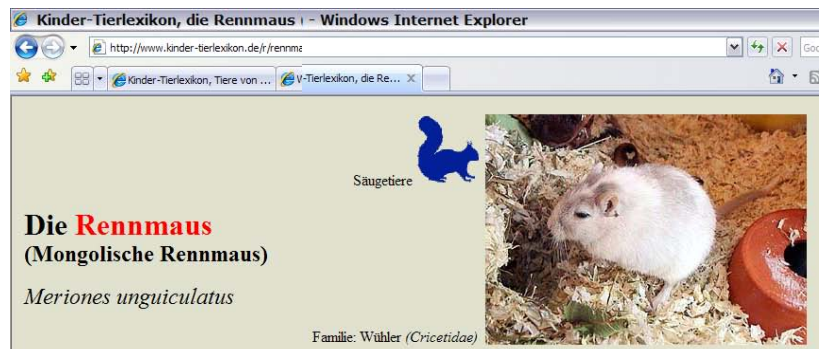 Kinder-Tierlexikon, die Rennmaus - Windows Internet Explorer
http://www.kinder-tierlexikon.de/r/rennma
Goo
Kinder-Tierlexikon, Tiere von ...
-Tierlexikon, die Re... X
Säugetiere
Die Rennmaus
(Mongolische Rennmaus)
Meriones unguiculatus
Familie: Wühler (Cricetidae)